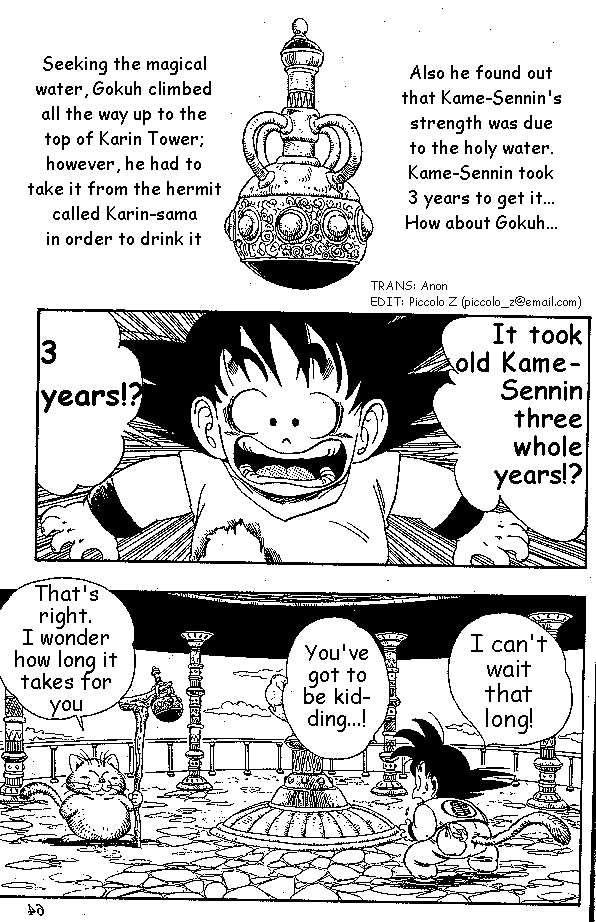 Seeking the magical
water, Gokuh climbed
all the way up to the
top of Karin Tower;
however, he had to
take it from the hermit
called Karin-sama
in order to drink it
Also he found out
that Kame-Sennin's
strength was due
to the holy water.
Kame-Sennin took
3 years to get it...
How about Gokuh...
TRANS: Anon
EDIT: Piccolo Z (piccolo_z@email.com)
It took
old Kame-
Sennin
three
whole
years!?
3
years!?
I can't
wait
that
long!
You've
got to
be kid-
ding...!
That's
right.
I wonder
how long it
takes for
you